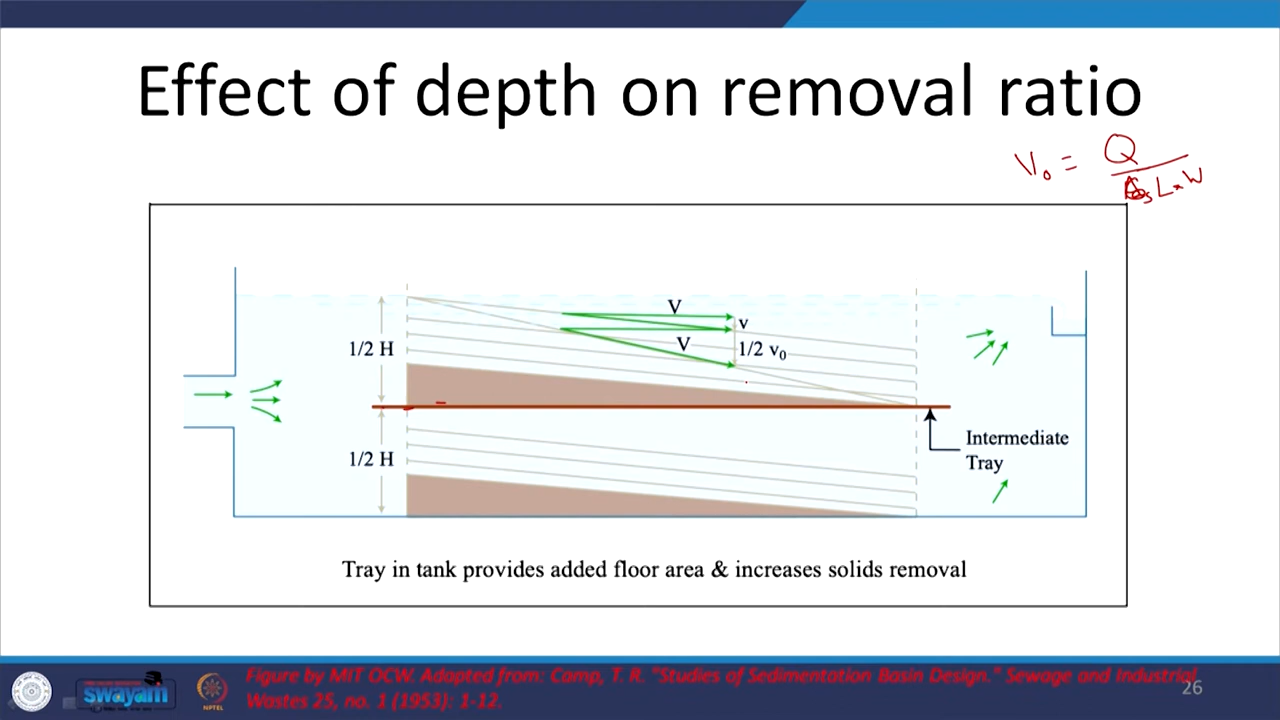 Effect of depth on removal ratio
V₀ = Q
L × W
V
v
1/2 H
V
1/2 v₀
1/2 H
Intermediate
Tray
Tray in tank provides added floor area & increases solids removal
Figure by MIT OCW. Adapted from: Camp, T. R. "Studies of Sedimentation Basin Design." Sewage and Industrial
Wastes 25, no. 1 (1953): 1-12.
swayam
NPTEL
26